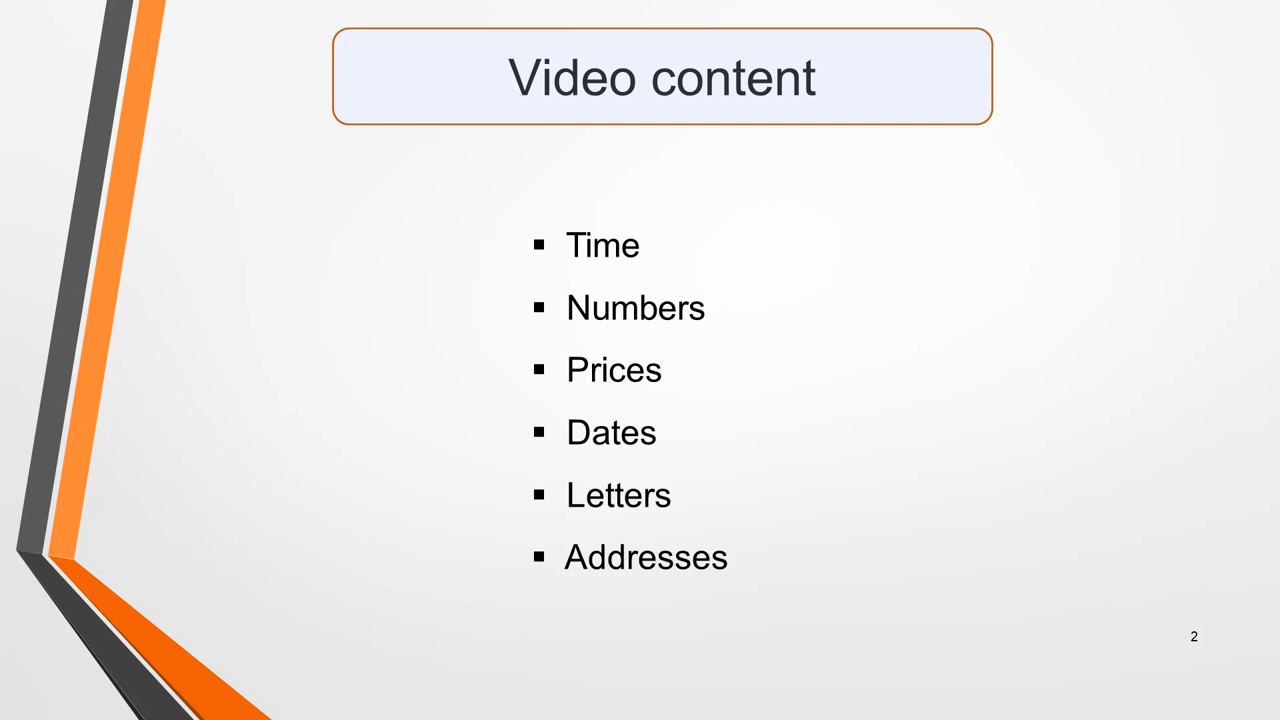 Video content
▪ Time
▪ Numbers
▪ Prices
▪ Dates
▪ Letters
▪ Addresses
2